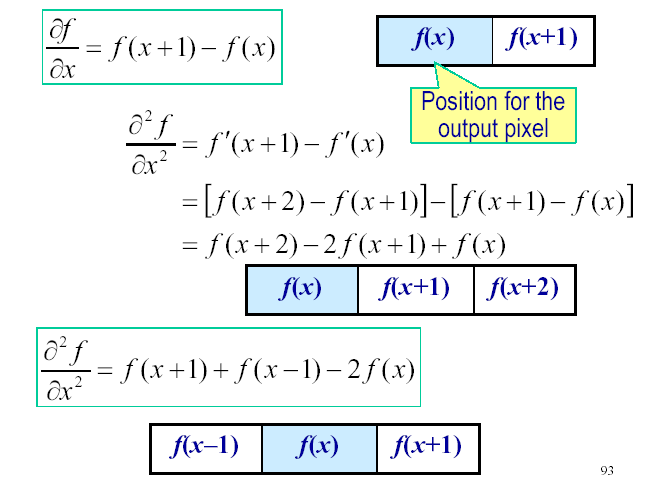 ∂f/∂x = f(x+1) − f(x)
f(x) f(x+1)
Position for the
output pixel
∂²f/∂x² = f′(x+1) − f′(x)
= [f(x+2) − f(x+1)] − [f(x+1) − f(x)]
= f(x+2) − 2f(x+1) + f(x)
f(x) f(x+1) f(x+2)
∂²f/∂x² = f(x+1) + f(x−1) − 2f(x)
f(x–1) f(x) f(x+1)
93